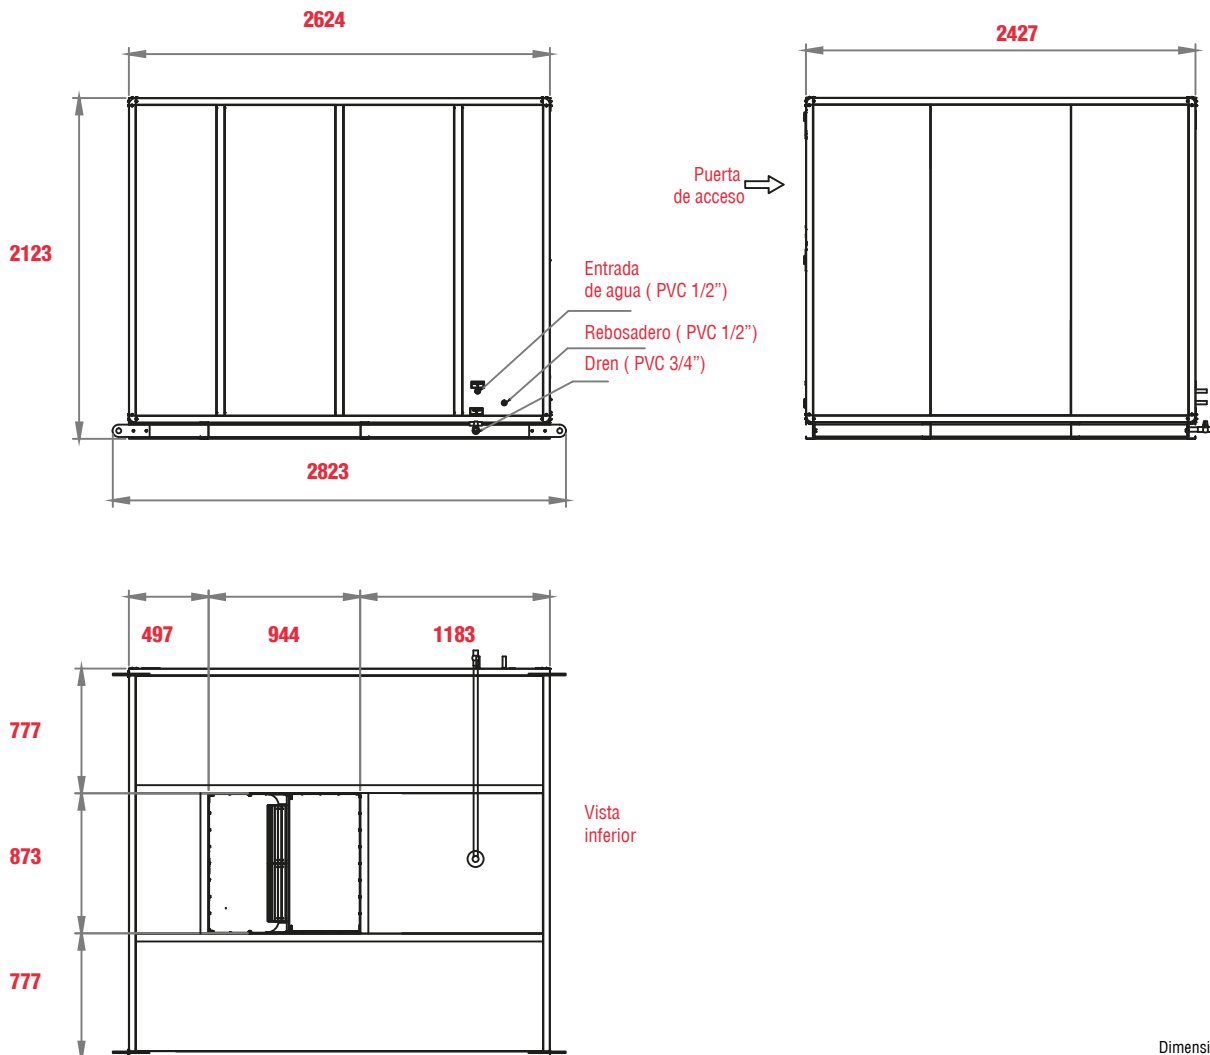 2624
2427
2123
Puerta
de acceso
Entrada
de agua ( PVC 1/2”)
Rebosadero ( PVC 1/2”)
Dren ( PVC 3/4”)
2823
497
944
1183
777
873
Vista
inferior
777
Dimensi